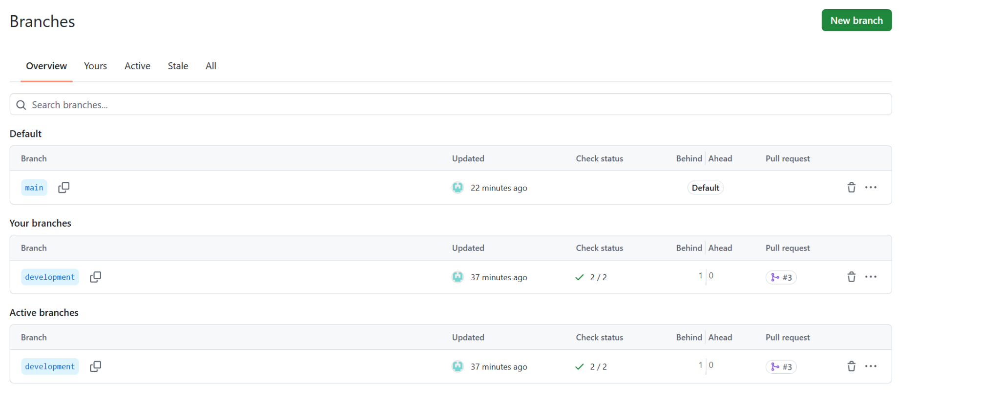 Branches
New branch
Overview Yours Active Stale All
Search branches...
Default
Branch Updated Check status Behind Ahead Pull request
main 22 minutes ago Default
Your branches
Branch Updated Check status Behind Ahead Pull request
development 37 minutes ago 2 / 2 1 0 #3
Active branches
Branch Updated Check status Behind Ahead Pull request
development 37 minutes ago 2 / 2 1 0 #3